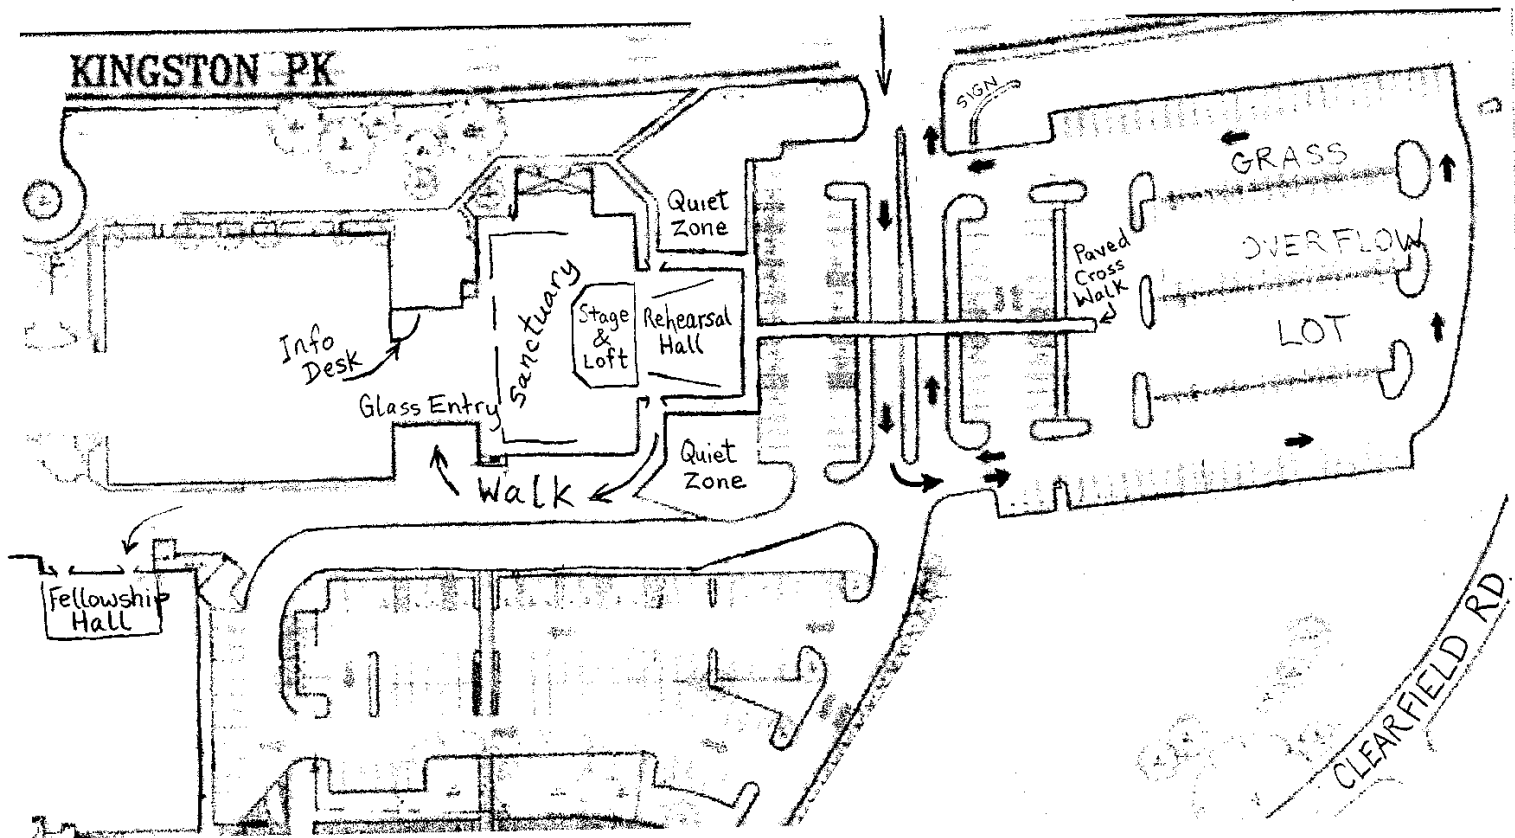 KINGSTON PK
SIGN
GRASS
OVERFLOW
LOT
Quiet
Zone
Paved
Cross
Walk
Sanctuary
Stage
&
Loft
Rehearsal
Hall
Info
Desk
Glass Entry
Quiet
Zone
Walk
Fellowship
Hall
CLEARFIELD RD